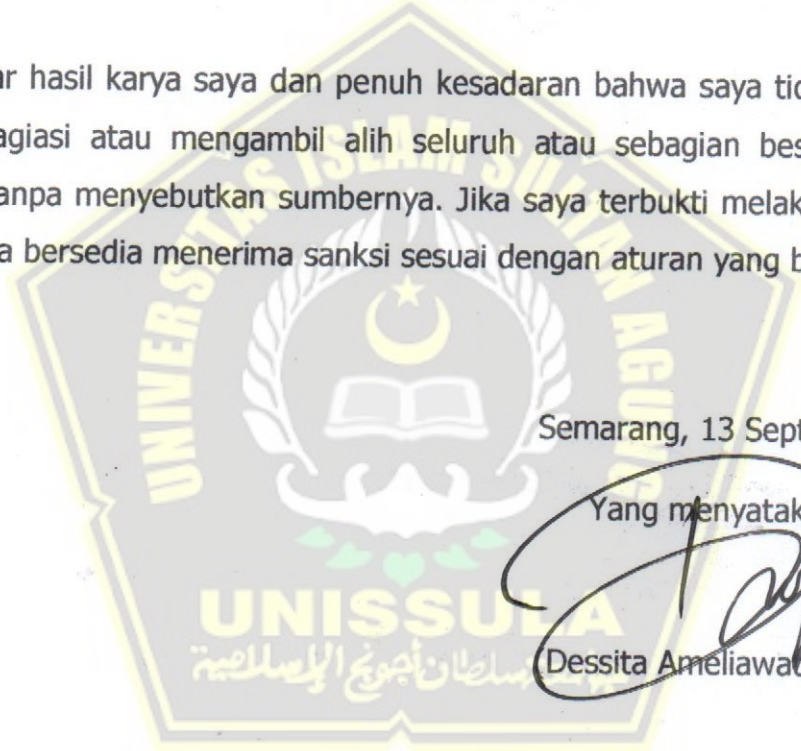 ar hasil karya saya dan penuh kesadaran bahwa saya tid
agiasi atau mengambil alih seluruh atau sebagian bes
anpa menyebutkan sumbernya. Jika saya terbukti melak
a bersedia menerima sanksi sesuai dengan aturan yang b
UNIVERSITAS ISLAM SULTAN AGUNG
Semarang, 13 Sept
Yang menyatak
UNISSULA
جامعة سلطان أجونج الإسلامية
(Dessita Ameliawa